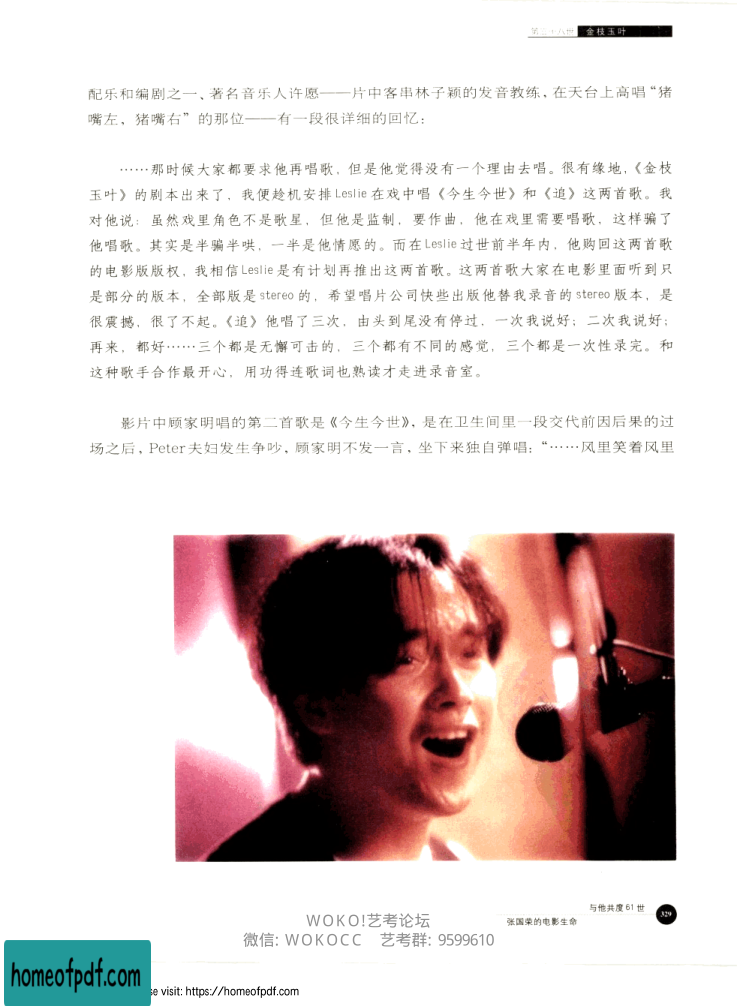 第二十八世 金枝玉叶
配乐和编剧之一、著名音乐人许愿——片中客串林子颖的发音教练，在天台上高唱“猪
嘴左，猪嘴右”的那位——有一段很详细的回忆：
……那时候大家都要求他再唱歌，但是他觉得没有一个理由去唱。很有缘地，《金枝
玉叶》的剧本出来了，我便趁机安排Leslie在戏中唱《今生今世》和《追》这两首歌。我
对他说：虽然戏里角色不是歌星，但他是监制，要作曲，他在戏里需要唱歌，这样骗了
他唱歌。其实是半骗半哄，一半是他情愿的。而在Leslie过世前半年内，他购回这两首歌
的电影版版权，我相信Leslie是有计划再推出这两首歌。这两首歌大家在电影里面听到只
是部分的版本，全部版是stereo的，希望唱片公司快些出版他替我录音的stereo版本，是
很震撼，很了不起。《追》他唱了三次，由头到尾没有停过，一次我说好；二次我说好；
再来，都好……三个都是无懈可击的，三个都有不同的感觉，三个都是一次性录完。和
这种歌手合作最开心，用功得连歌词也熟读才走进录音室。
影片中顾家明唱的第二首歌是《今生今世》，是在卫生间里一段交代前因后果的过
场之后，Peter夫妇发生争吵，顾家明不发一言，坐下来独自弹唱：“……风里笑着风里
与他共度61世
张国荣的电影生命
329
WOKO!艺考论坛
微信: WOKOCC 艺考群: 9599610
homeofpdf.com
se visit: https://homeofpdf.com